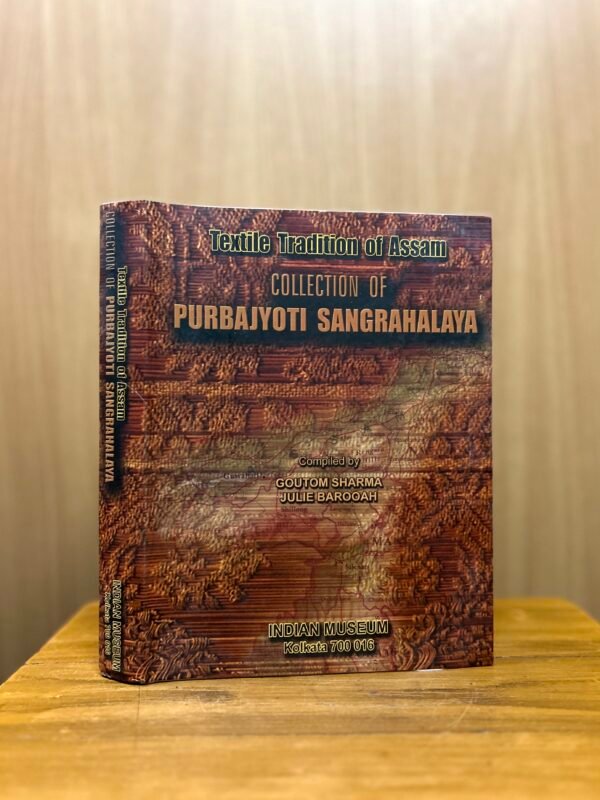 Textile Tradition of Assam
COLLECTION OF
PURBAJYOTI SANGRAHALAYA
Compiled by
GOUTOM SHARMA
JULIE BAROOAH
INDIAN MUSEUM
Kolkata 700 016
Textile Tradition of Assam
COLLECTION OF PURBAJYOTI SANGRAHALAYA
INDIAN MUSEUM
Kolkata 700 016